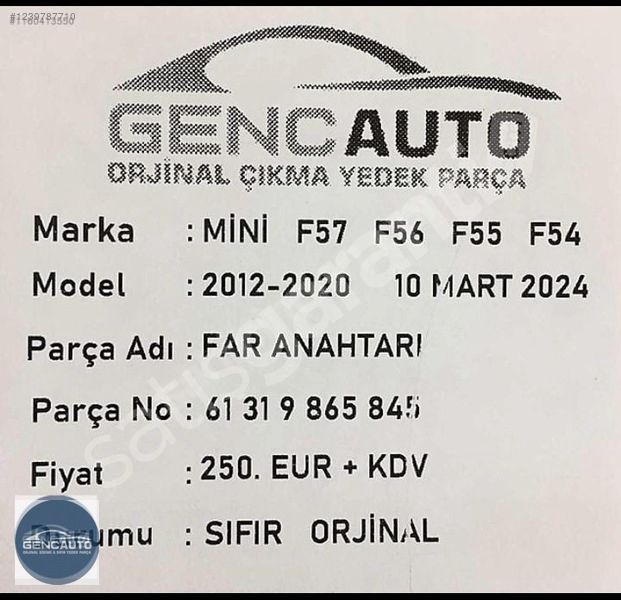 #1239787710
GENCAUTO
ORJİNAL ÇIKMA YEDEK PARÇA
Marka : MİNİ F57 F56 F55 F54
Model : 2012-2020 10 MART 2024
Parça Adı : FAR ANAHTARI
Parça No : 61 31 9 865 845
Fiyat : 250. EUR + KDV
: SIFIR ORJİNAL
GENCAUTO